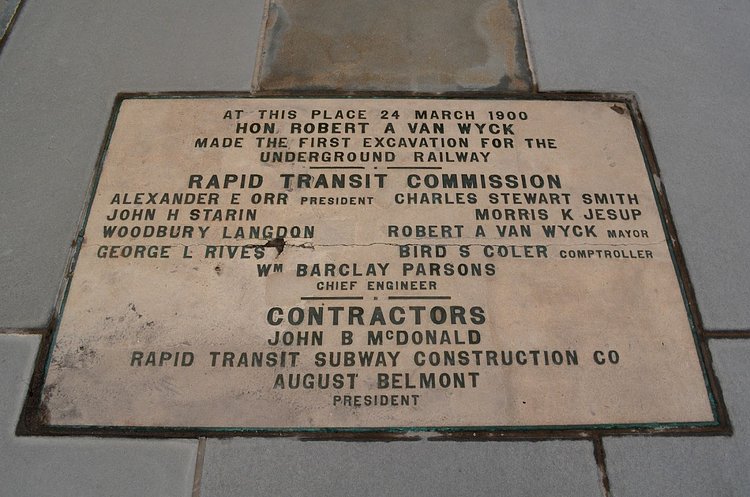 AT THIS PLACE 24 MARCH 1900
HON. ROBERT A VAN WYCK
MADE THE FIRST EXCAVATION FOR THE
UNDERGROUND RAILWAY
RAPID TRANSIT COMMISSION
ALEXANDER E ORR PRESIDENT CHARLES STEWART SMITH
JOHN H STARIN MORRIS K JESUP
WOODBURY LANGDON ROBERT A VAN WYCK MAYOR
GEORGE L RIVES BIRD S COLER COMPTROLLER
WM BARCLAY PARSONS
CHIEF ENGINEER
CONTRACTORS
JOHN B McDONALD
RAPID TRANSIT SUBWAY CONSTRUCTION CO
AUGUST BELMONT
PRESIDENT